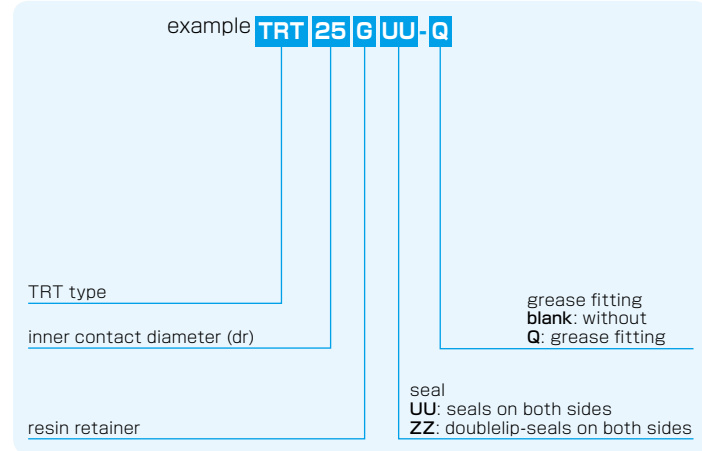 example TRT 25 G UU - Q
TRT type
inner contact diameter (dr)
resin retainer
grease fitting
blank: without
Q: grease fitting
seal
UU: seals on both sides
ZZ: doublelip-seals on both sides